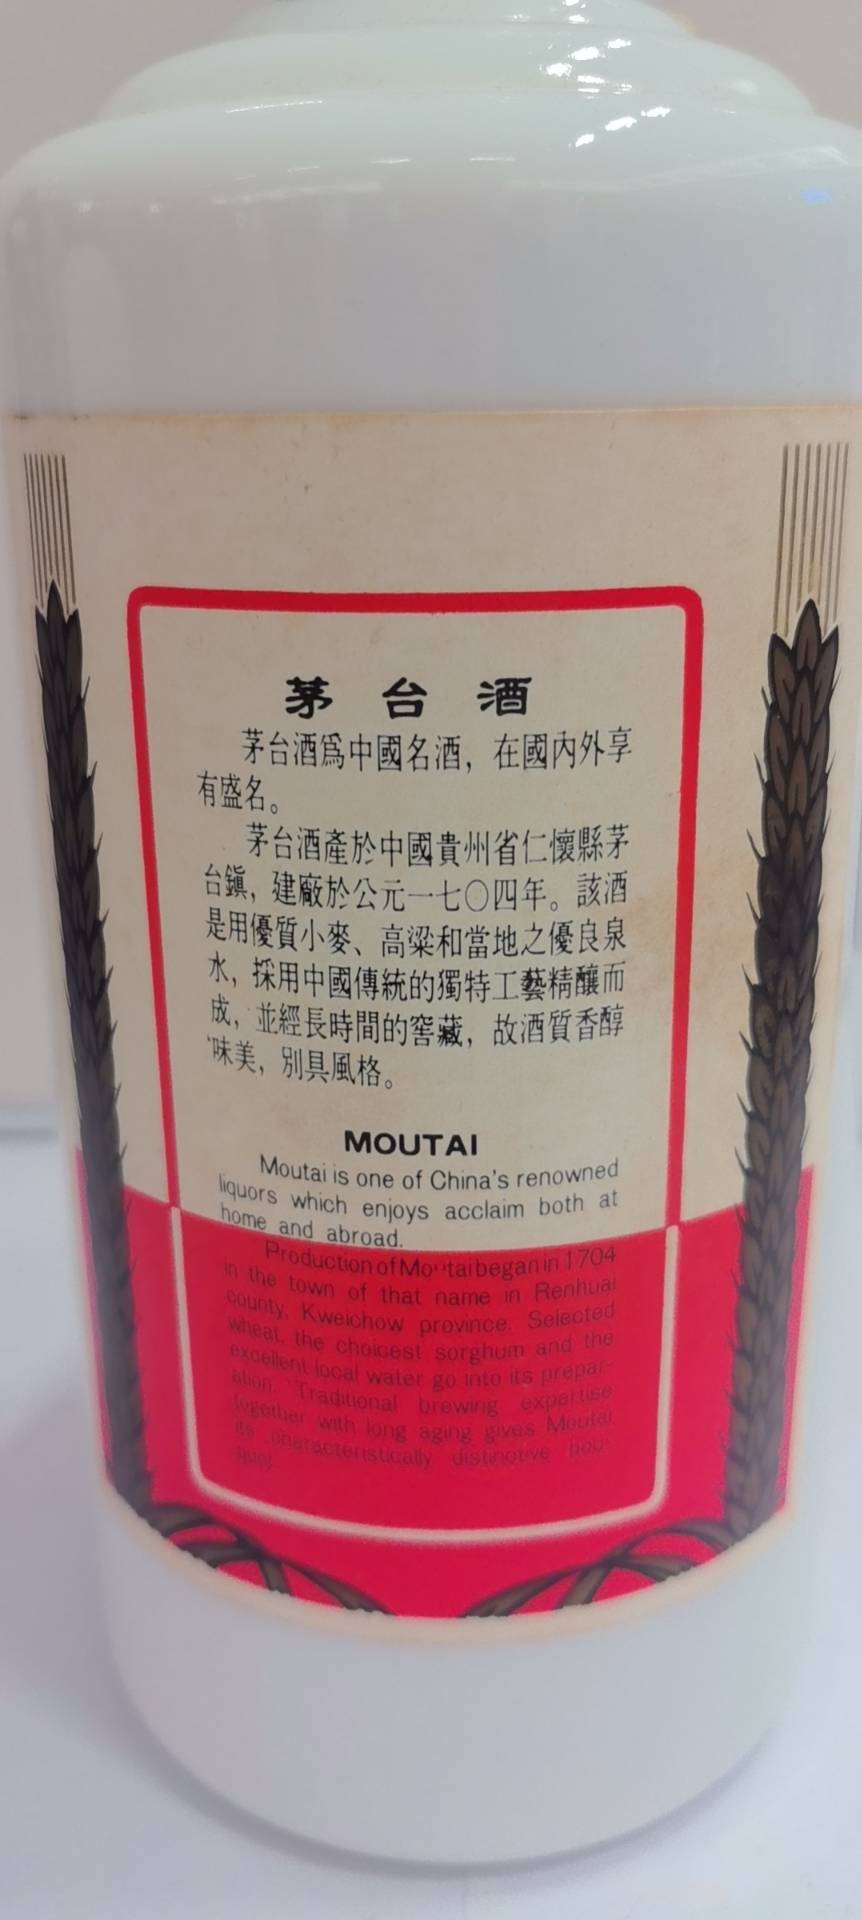 茅台酒
茅台酒爲中國名酒，在國內外享
有盛名。
茅台酒產於中國貴州省仁懷縣茅
台鎮，建廠於公元一七〇四年。該酒
是用優質小麥、高粱和當地之優良泉
水，採用中國傳統的獨特工藝精釀而
成，並經長時間的窖藏，故酒質香醇
味美，別具風格。
MOUTAI
Moutai is one of China's renowned
liquors which enjoys acclaim both at
home and abroad.
Production of Moutai began in 1704
in the town of that name in Renhuai
county, Kweichow province. Selected
wheat, the choicest sorghum and the
excellent local water go into its prepar-
ation. Traditional brewing expertise
together with long aging gives Moutai
its characteristically distinctive bou-
quet.